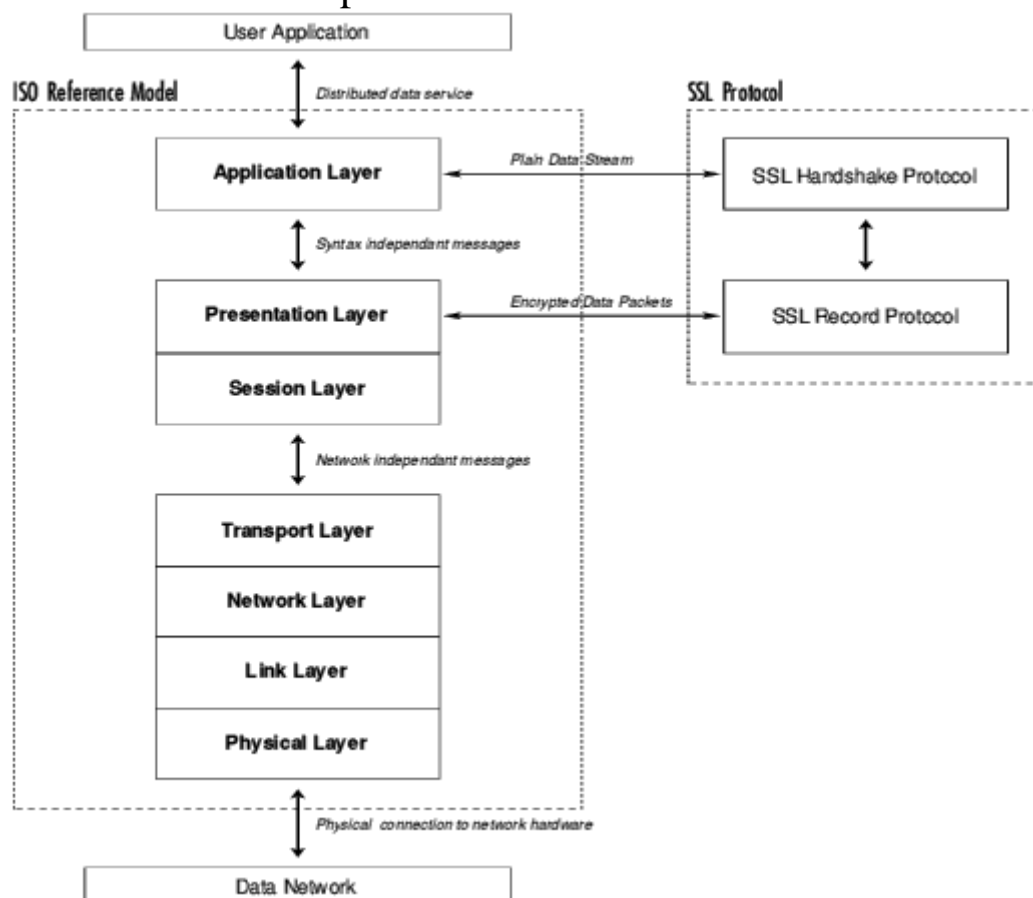 User Application
ISO Reference Model
Distributed data service
SSL Protocol
Application Layer
Plain Data Stream
SSL Handshake Protocol
Syntax independant messages
Presentation Layer
Encrypted Data Packets
SSL Record Protocol
Session Layer
Network independant messages
Transport Layer
Network Layer
Link Layer
Physical Layer
Physical connection to network hardware
Data Network